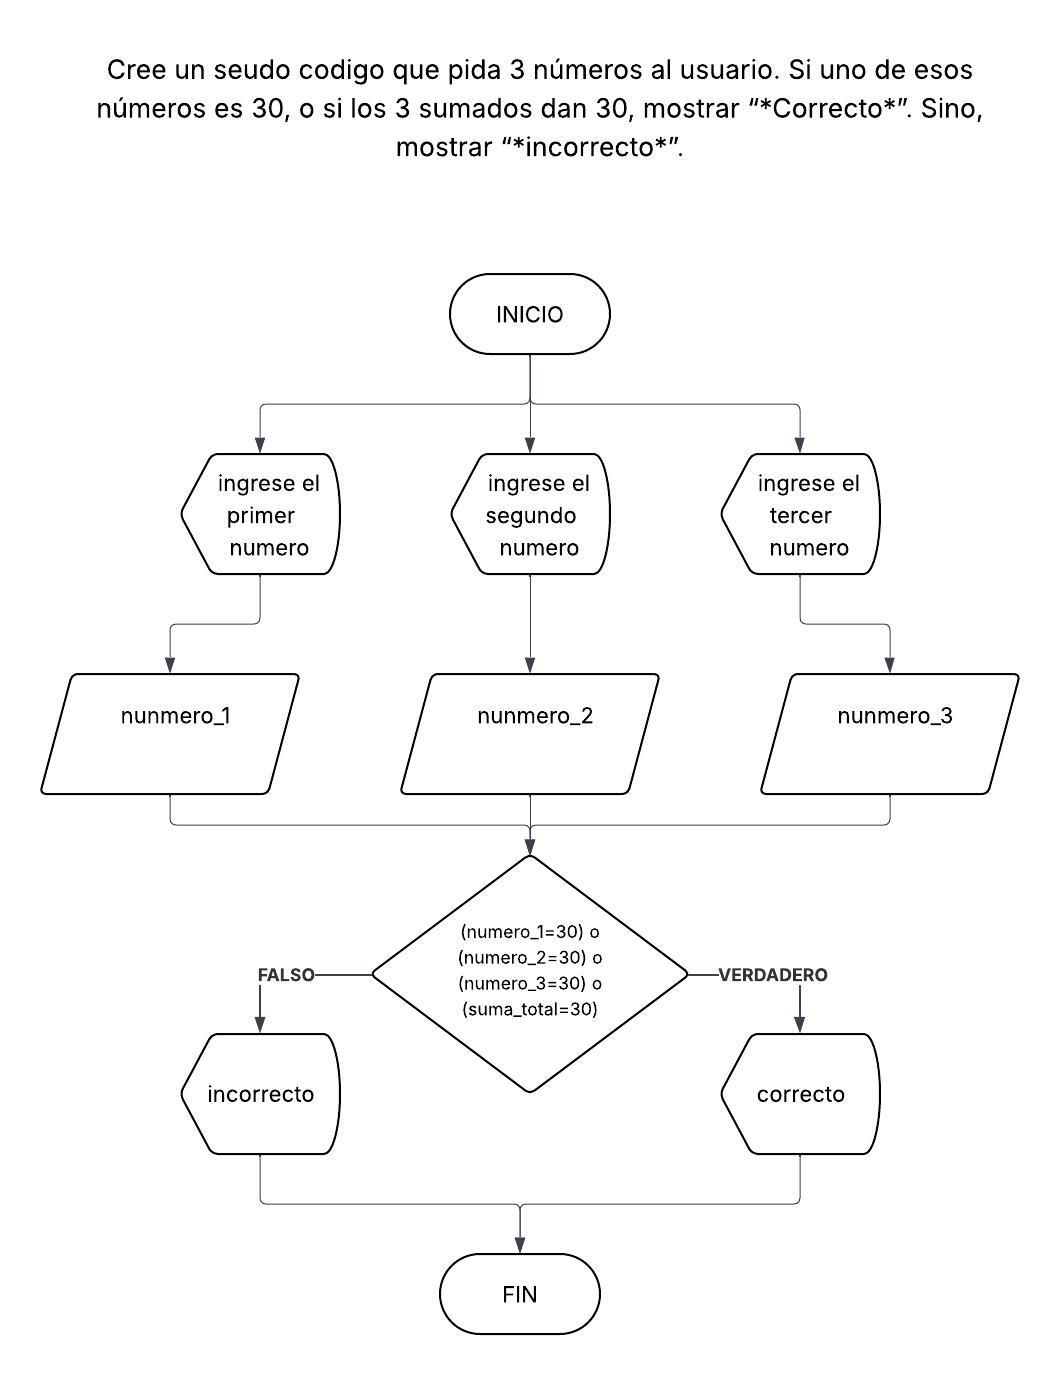 Cree un seudo codigo que pida 3 números al usuario. Si uno de esos
números es 30, o si los 3 sumados dan 30, mostrar “*Correcto*”. Sino,
mostrar “*incorrecto*”.
INICIO
ingrese el
primer
numero
ingrese el
segundo
numero
ingrese el
tercer
numero
nunmero_1
nunmero_2
nunmero_3
(numero_1=30) o
(numero_2=30) o
(numero_3=30) o
(suma_total=30)
FALSO
VERDADERO
incorrecto
correcto
FIN